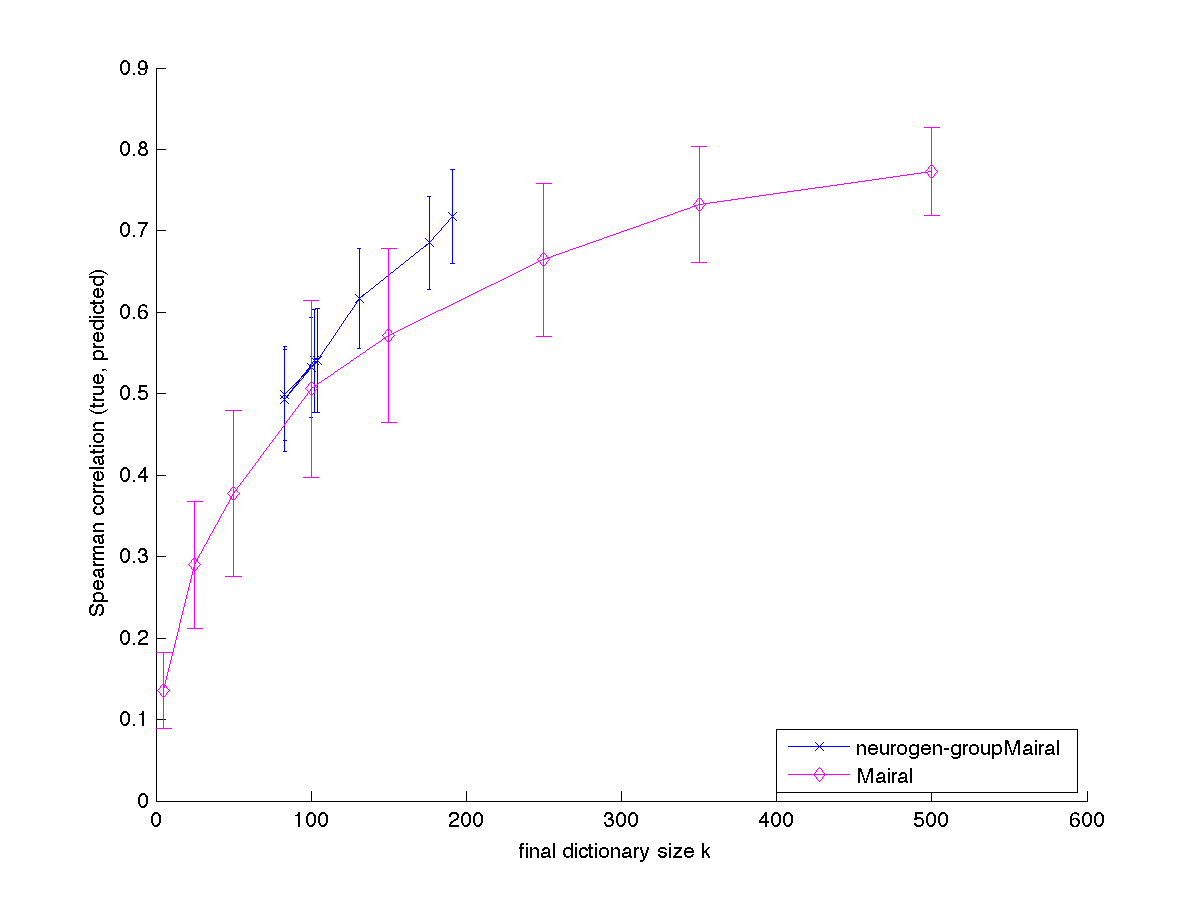 0.9
0.8
0.7
0.6
0.5
0.4
0.3
0.2
0.1
0
Spearman correlation (true, predicted)
neurogen-groupMairal
Mairal
0 100 200 300 400 500 600
final dictionary size k